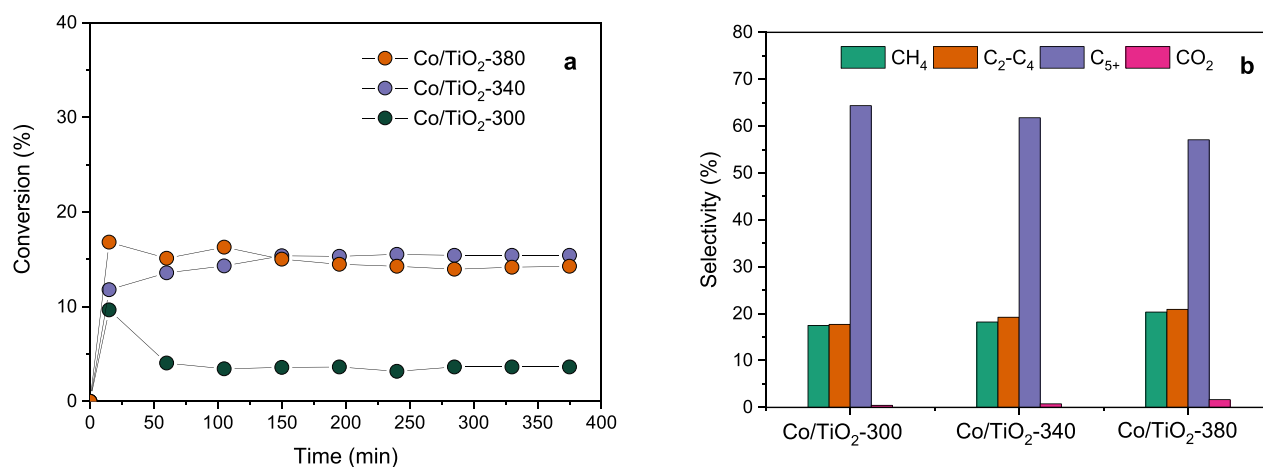 a
Co/TiO₂-380
Co/TiO₂-340
Co/TiO₂-300
Conversion (%)
40
30
20
10
0
0 50 100 150 200 250 300 350 400
Time (min)
b
CH₄ C₂-C₄ C₅₊ CO₂
Selectivity (%)
80
70
60
50
40
30
20
10
0
Co/TiO₂-300 Co/TiO₂-340 Co/TiO₂-380